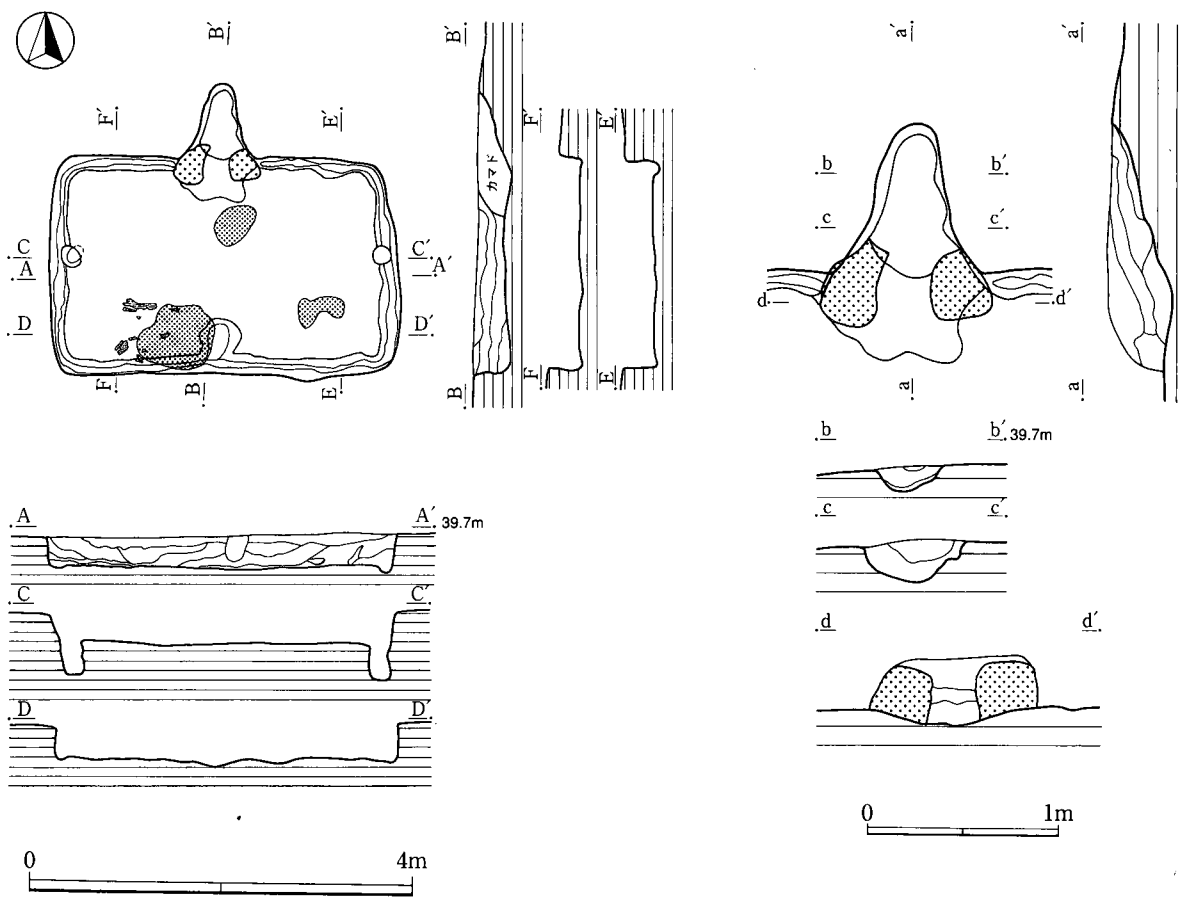 B B′
B′
a′ a′
F′ E′
F′ E′
カマド
b b′
c c′
C C′
A A′
d d′
D D′
F B E
B F E
a a
b b′ 39.7m
c c′
A A′ 39.7m
C C′
d d′
D D′
0 1m
0 4m